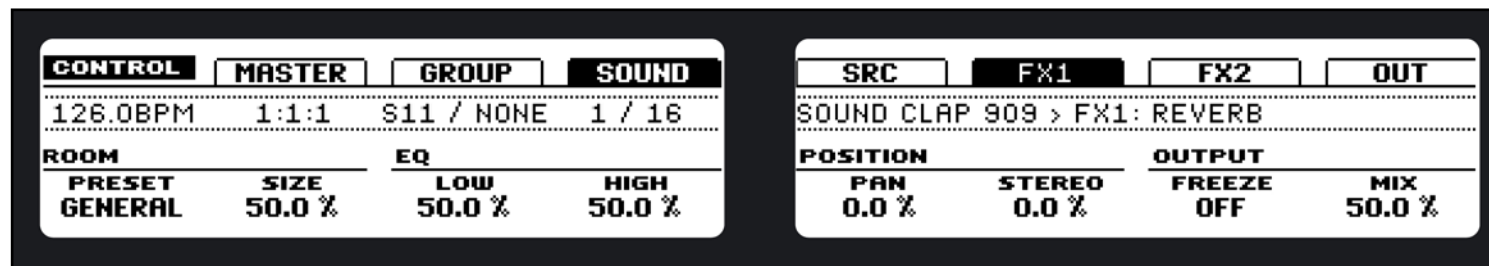 CONTROL MASTER GROUP SOUND
126.0BPM 1:1:1 S11 / NONE 1 / 16
ROOM EQ
PRESET SIZE LOW HIGH
GENERAL 50.0 % 50.0 % 50.0 %
SRC FX1 FX2 OUT
SOUND CLAP 909 > FX1: REVERB
POSITION OUTPUT
PAN STEREO FREEZE MIX
0.0 % 0.0 % OFF 50.0 %